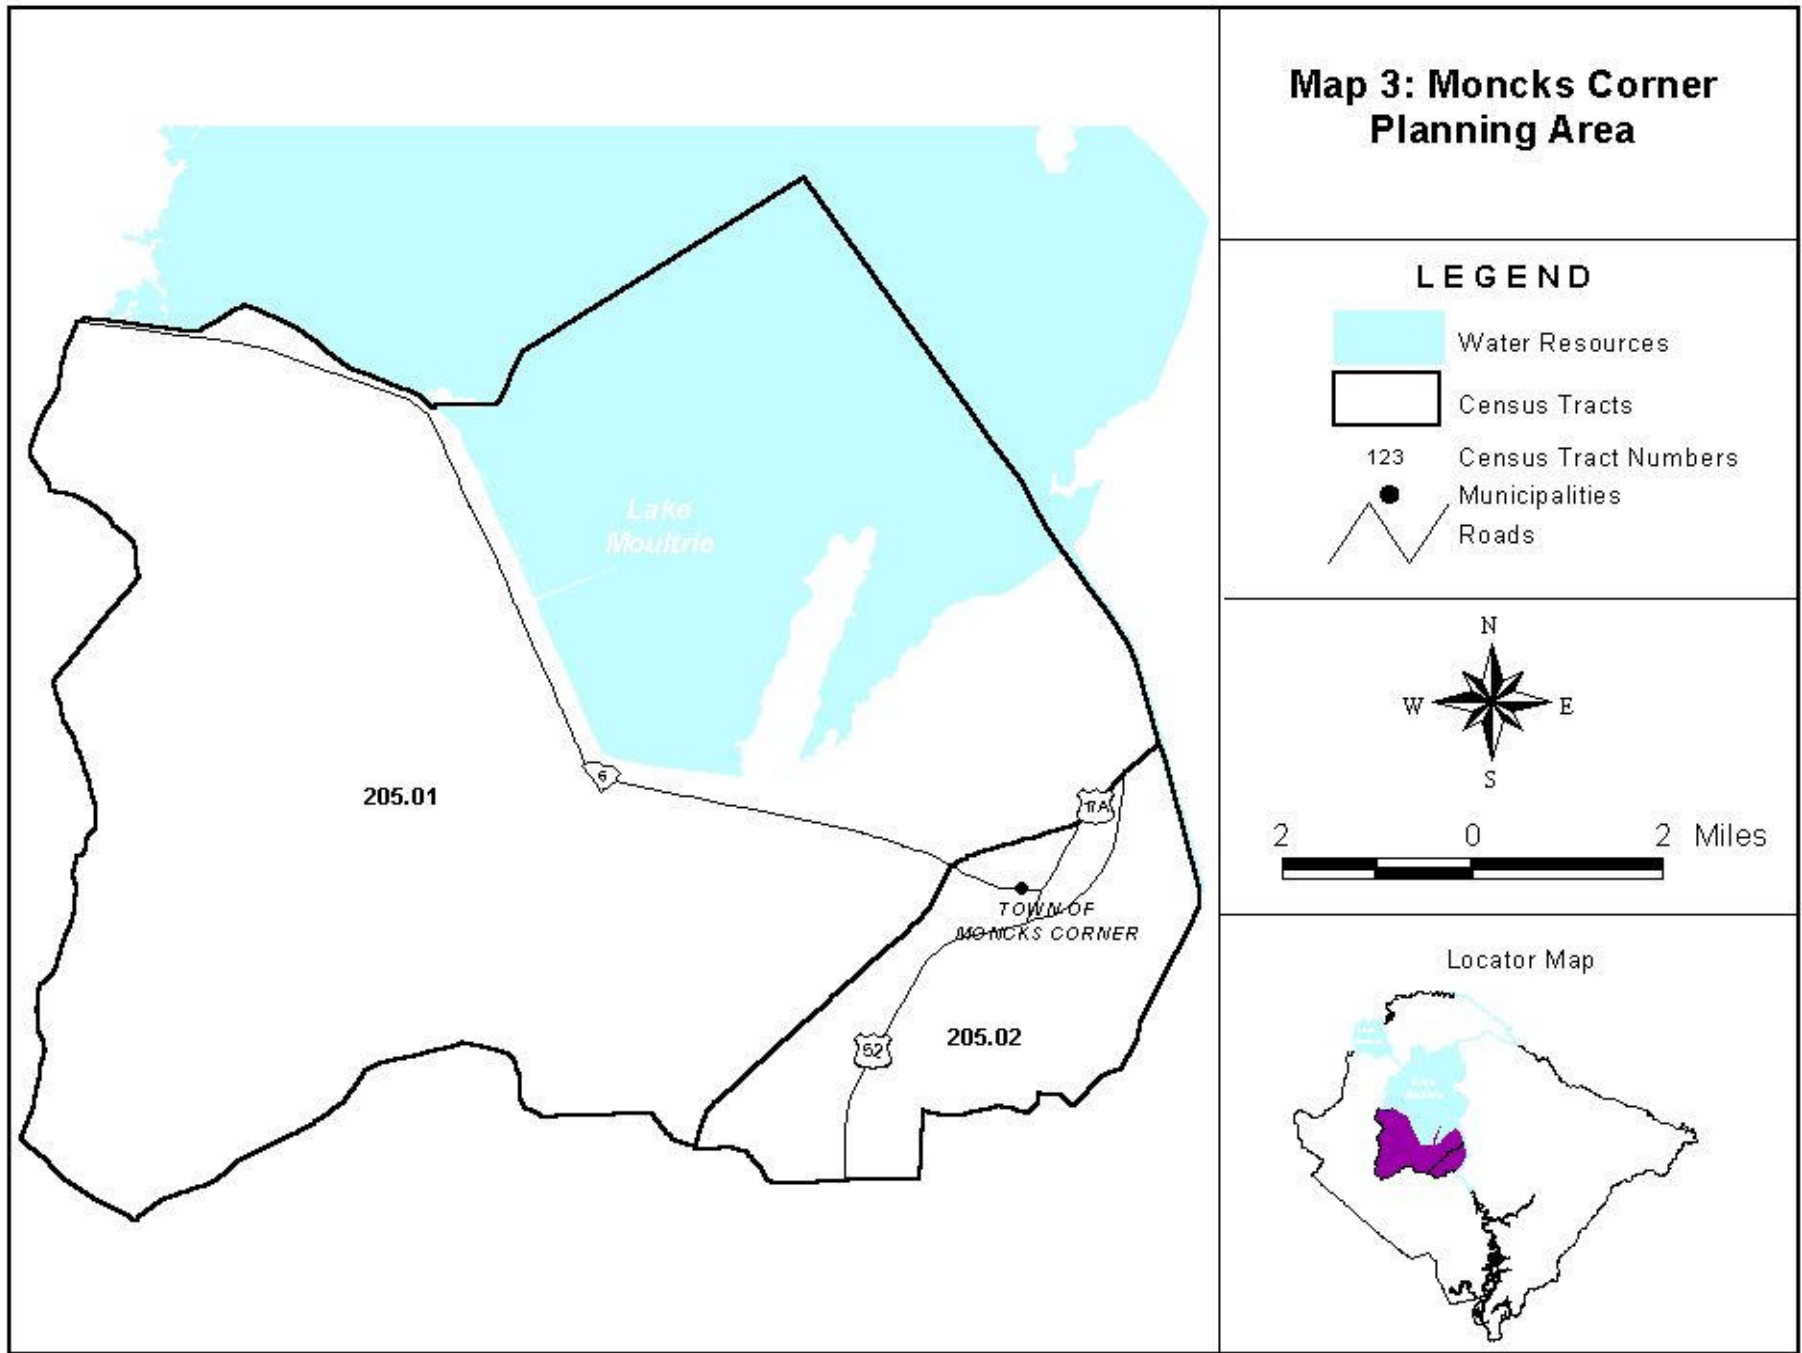 Map 3: Moncks Corner
Planning Area
LEGEND
Water Resources
Census Tracts
123 Census Tract Numbers
Municipalities
Roads
N
W E
S
2 0 2 Miles
Locator Map
Lake
Moultrie
205.01
6
17A
TOWN OF
MONCKS CORNER
52
205.02